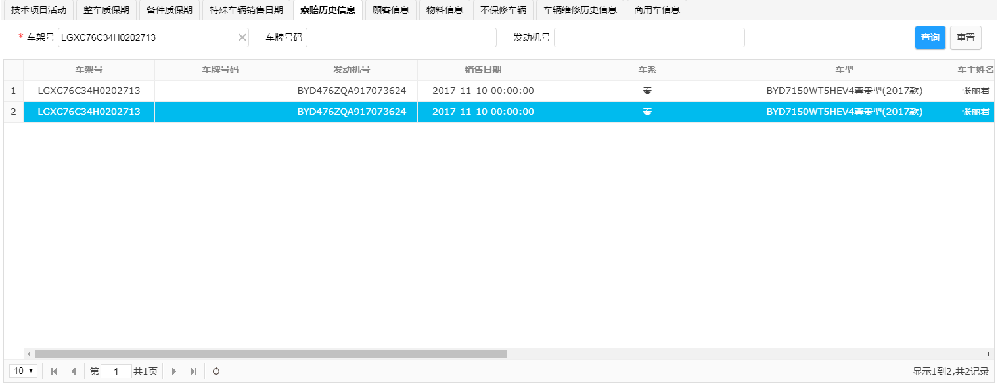 技术项目活动 整车质保期 备件质保期 特殊车辆销售日期 索赔历史信息 顾客信息 物料信息 不保修车辆 车辆维修历史信息 商用车信息
* 车架号 LGXC76C34H0202713 车牌号码 发动机号 查询 重置
车架号 车牌号码 发动机号 销售日期 车系 车型 车主姓名
1 LGXC76C34H0202713 BYD476ZQA917073624 2017-11-10 00:00:00 秦 BYD7150WT5HEV4尊贵型(2017款) 张丽君
2 LGXC76C34H0202713 BYD476ZQA917073624 2017-11-10 00:00:00 秦 BYD7150WT5HEV4尊贵型(2017款) 张丽君
10 第 1 共1页 显示1到2,共2记录